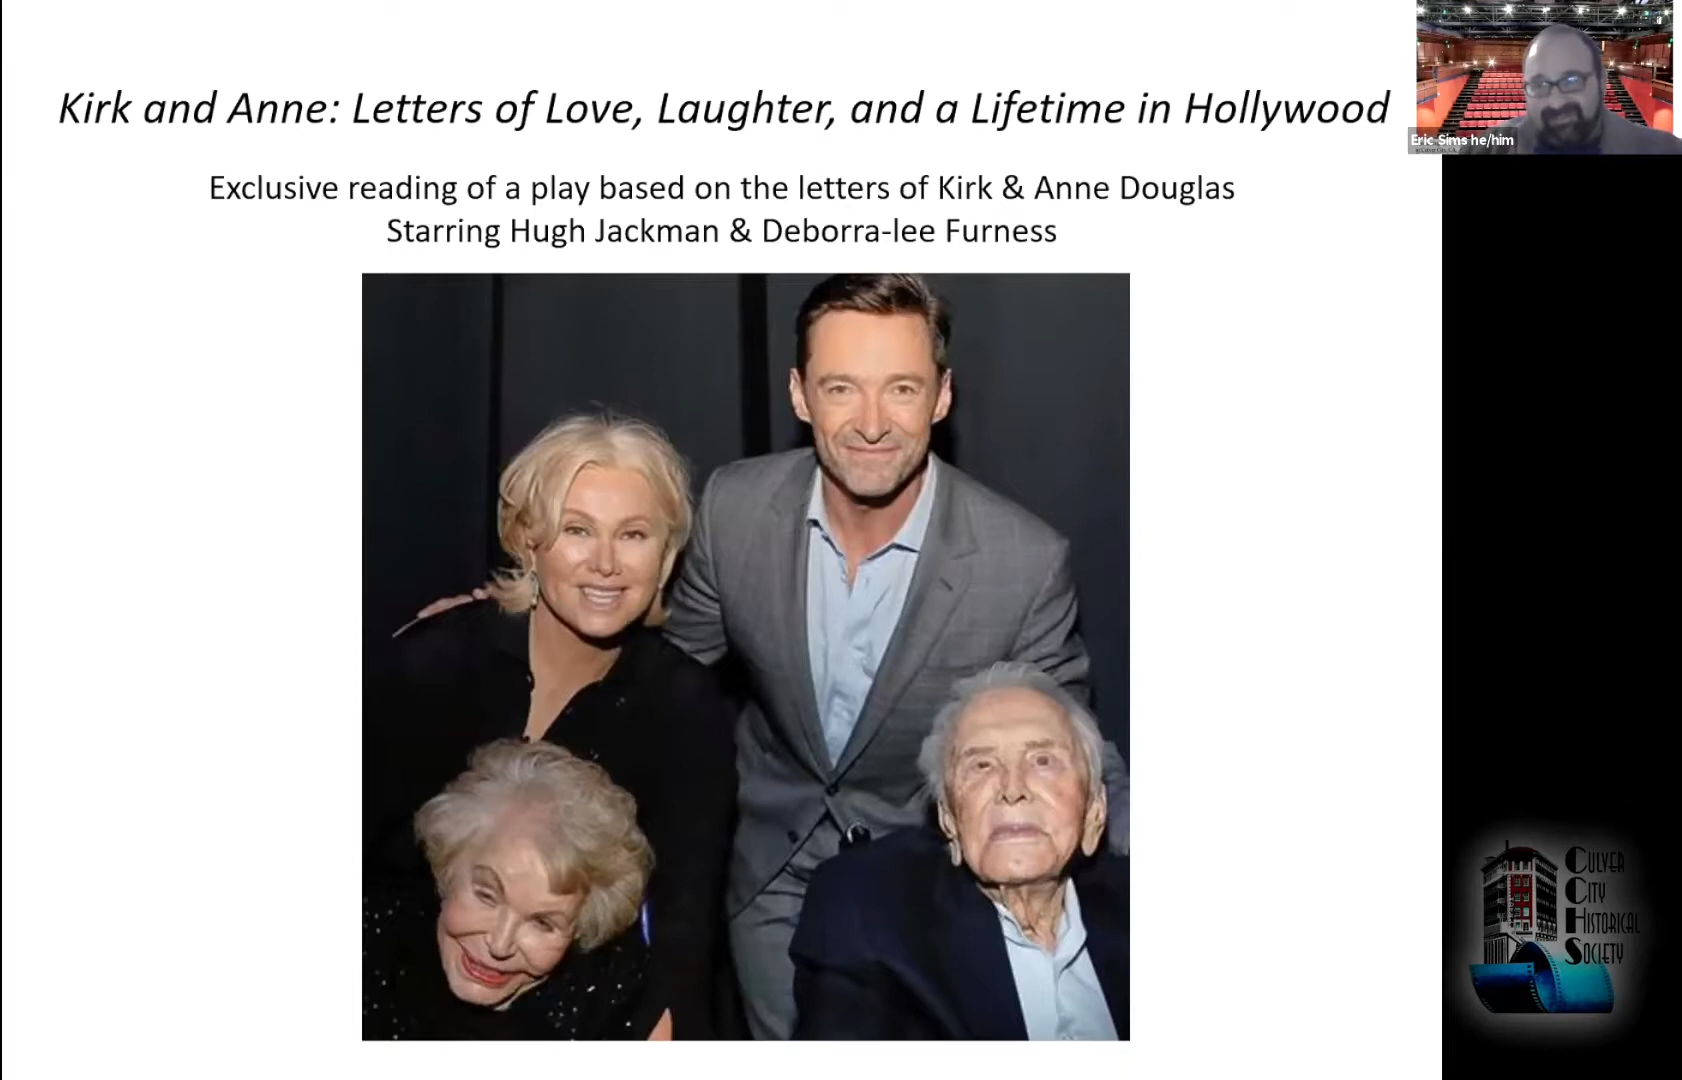 Kirk and Anne: Letters of Love, Laughter, and a Lifetime in Hollywood
Exclusive reading of a play based on the letters of Kirk & Anne Douglas
Starring Hugh Jackman & Deborra-lee Furness
Eric Sims he/him
CULVER
CITY
HISTORICAL
SOCIETY